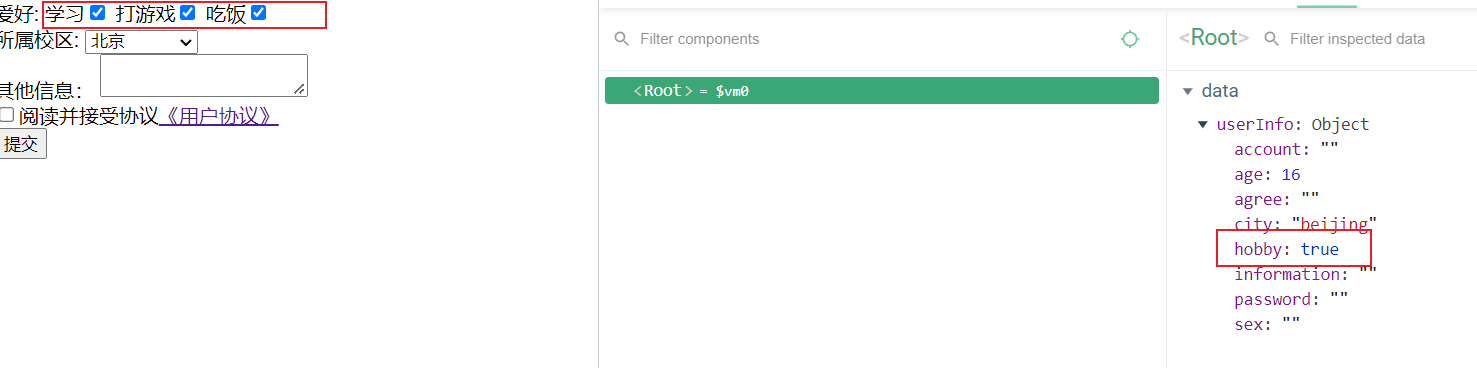 爱好: 学习 打游戏 吃饭
所属校区: 北京
其他信息：
阅读并接受协议《用户协议》
提交
Filter components
<Root> = $vm0
<Root> Filter inspected data
data
userInfo: Object
account: ""
age: 16
agree: ""
city: "beijing"
hobby: true
information: ""
password: ""
sex: ""